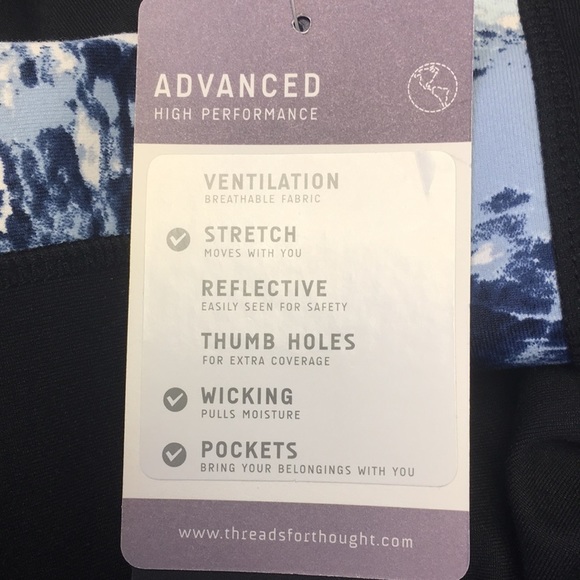 ADVANCED
HIGH PERFORMANCE
VENTILATION
BREATHABLE FABRIC
STRETCH
MOVES WITH YOU
REFLECTIVE
EASILY SEEN FOR SAFETY
THUMB HOLES
FOR EXTRA COVERAGE
WICKING
PULLS MOISTURE
POCKETS
BRING YOUR BELONGINGS WITH YOU
www.threadsforthought.com